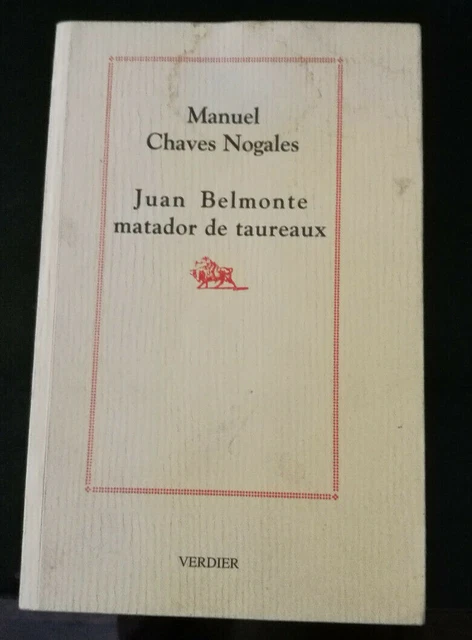 Manuel
Chaves Nogales
Juan Belmonte
matador de taureaux
VERDIER